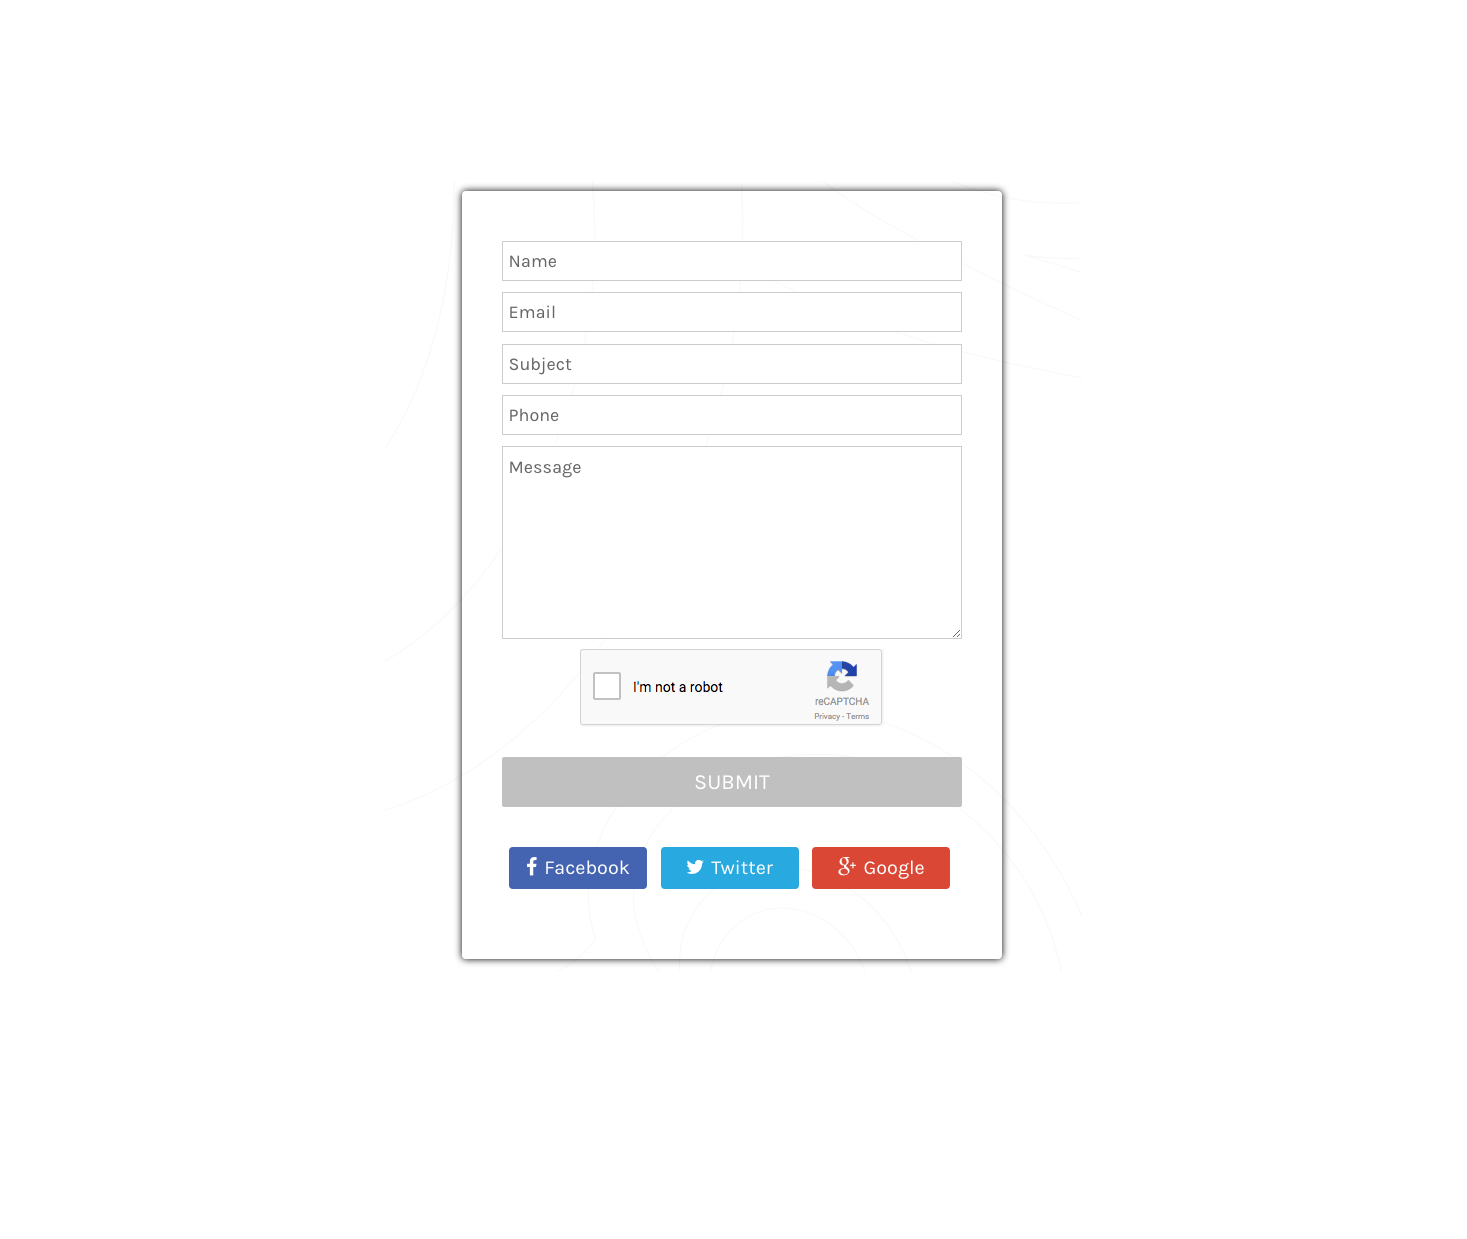 Name
Email
Subject
Phone
Message
I'm not a robot
reCAPTCHA
Privacy - Terms
SUBMIT
Facebook
Twitter
Google